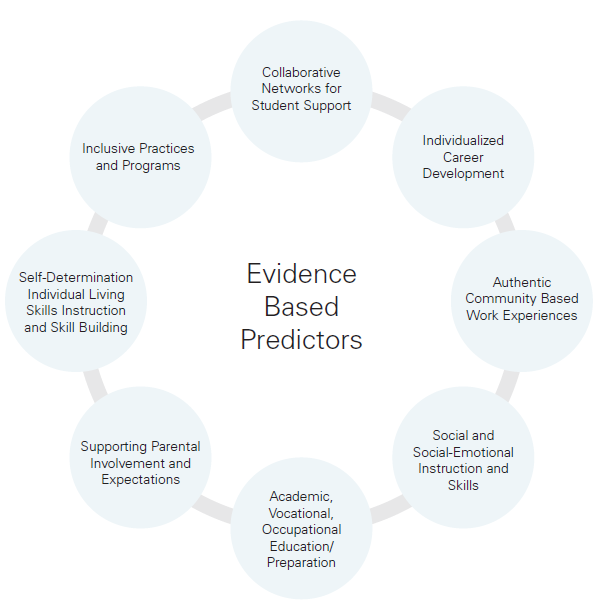 Collaborative
Networks for
Student Support
Individualized
Career
Development
Authentic
Community Based
Work Experiences
Social and
Social-Emotional
Instruction and
Skills
Academic,
Vocational,
Occupational
Education/
Preparation
Supporting Parental
Involvement and
Expectations
Self-Determination
Individual Living
Skills Instruction
and Skill Building
Inclusive Practices
and Programs
Evidence
Based
Predictors